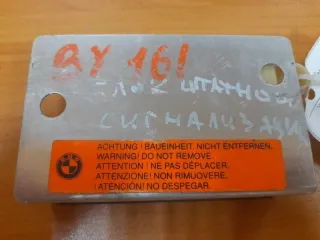 BY 161
БЛОК ШТАТНОЙ
СИГНАЛИЗАЦИ
ACHTUNG! BAUEINHEIT. NICHT ENTFERNEN.
WARNING! DO NOT REMOVE.
ATTENTION! NE PAS DÉPLACER.
ATTENZIONE! NON RIMUOVERE.
¡ATENCIÓN! NO DESPEGAR.